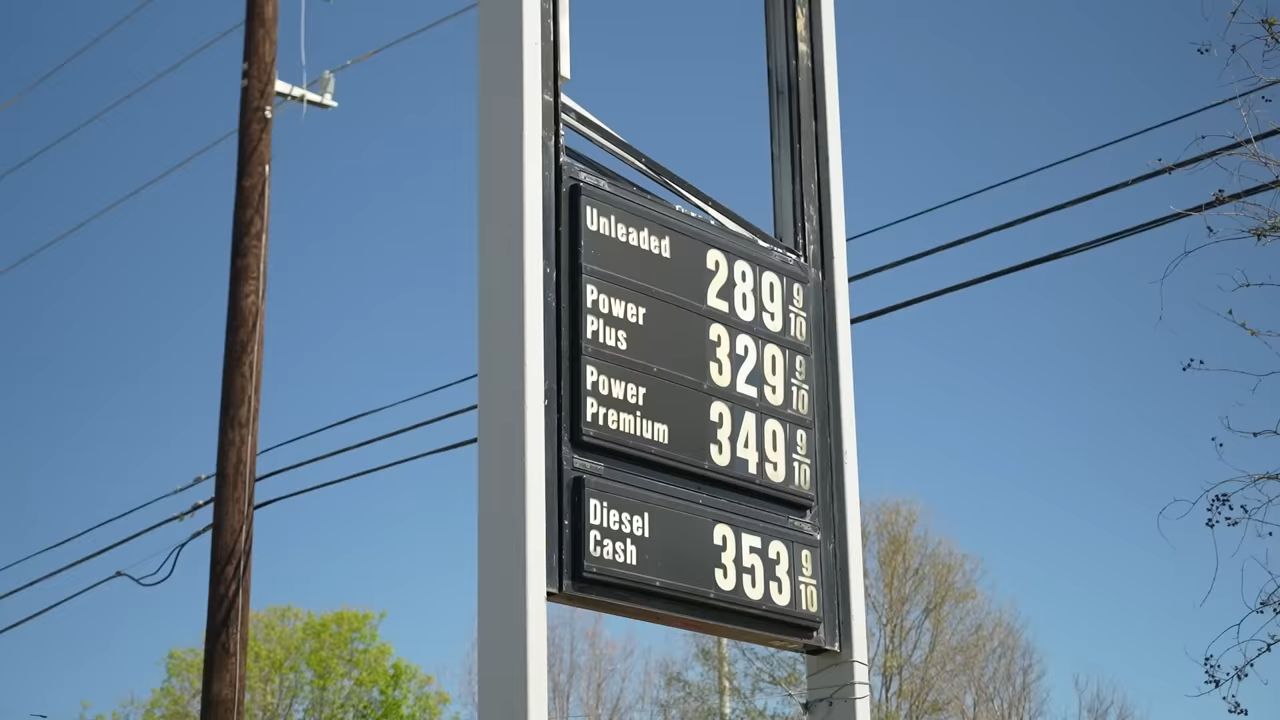 Unleaded 289 9/10
Power
Plus 329 9/10
Power
Premium 349 9/10
Diesel
Cash 353 9/10